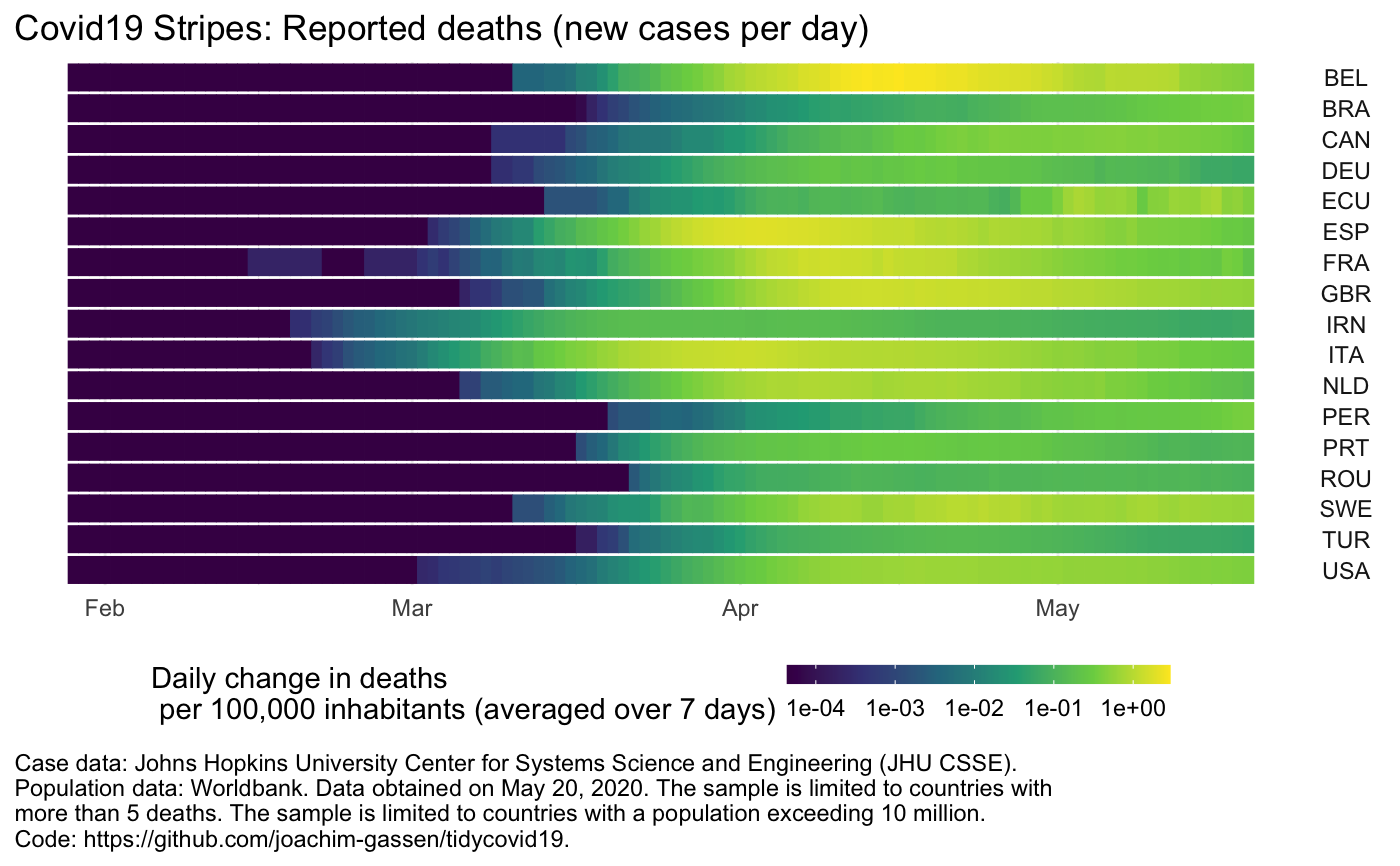 Covid19 Stripes: Reported deaths (new cases per day)
BEL
BRA
CAN
DEU
ECU
ESP
FRA
GBR
IRN
ITA
NLD
PER
PRT
ROU
SWE
TUR
USA
Feb Mar Apr May
Daily change in deaths
per 100,000 inhabitants (averaged over 7 days)
1e-04 1e-03 1e-02 1e-01 1e+00
Case data: Johns Hopkins University Center for Systems Science and Engineering (JHU CSSE).
Population data: Worldbank. Data obtained on May 20, 2020. The sample is limited to countries with
more than 5 deaths. The sample is limited to countries with a population exceeding 10 million.
Code: https://github.com/joachim-gassen/tidycovid19.